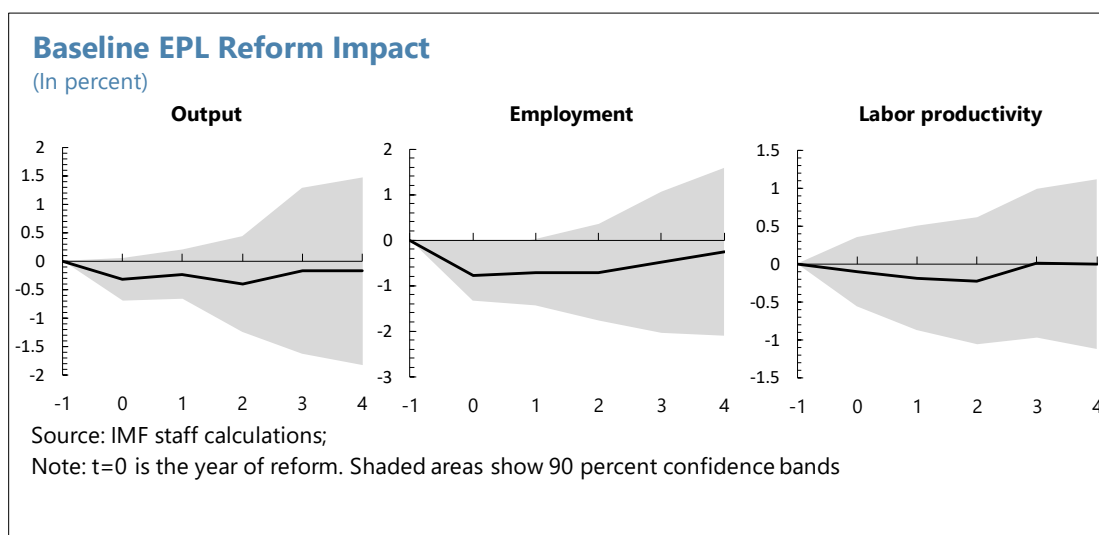 Baseline EPL Reform Impact
(In percent)
Output
2
1.5
1
0.5
0
-0.5
-1
-1.5
-2
-1 0 1 2 3 4
Employment
2
1
0
-1
-2
-3
-1 0 1 2 3 4
Labor productivity
1.5
1
0.5
0
-0.5
-1
-1.5
-1 0 1 2 3 4
Source: IMF staff calculations;
Note: t=0 is the year of reform. Shaded areas show 90 percent confidence bands